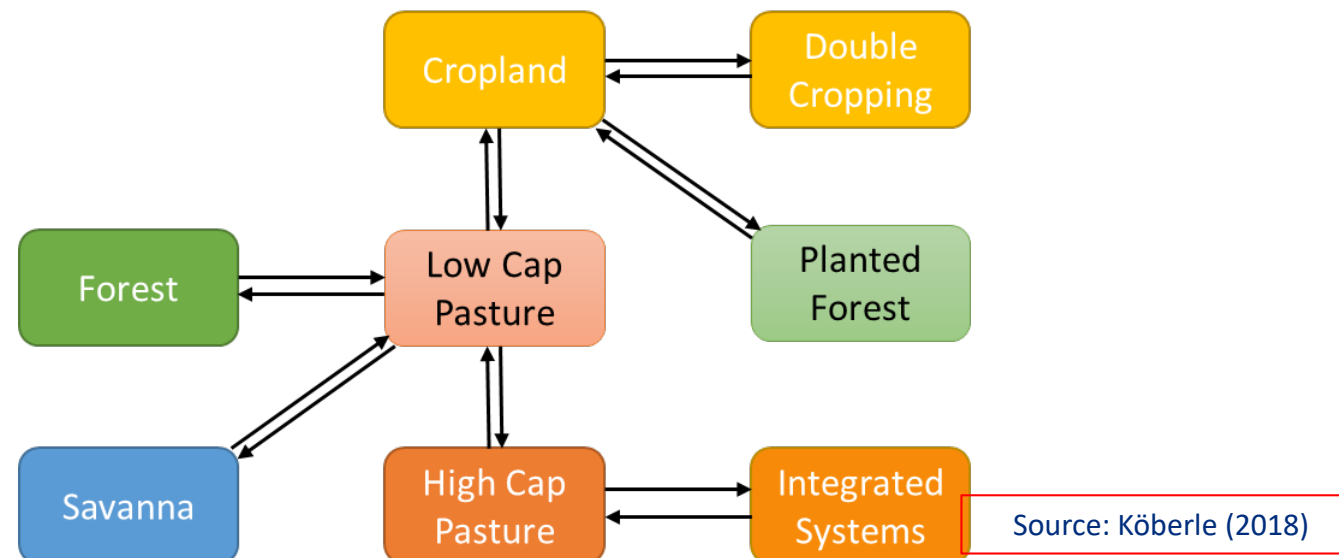 Cropland
Double
Cropping
Forest
Low Cap
Pasture
Planted
Forest
Savanna
High Cap
Pasture
Integrated
Systems
Source: Köberle (2018)